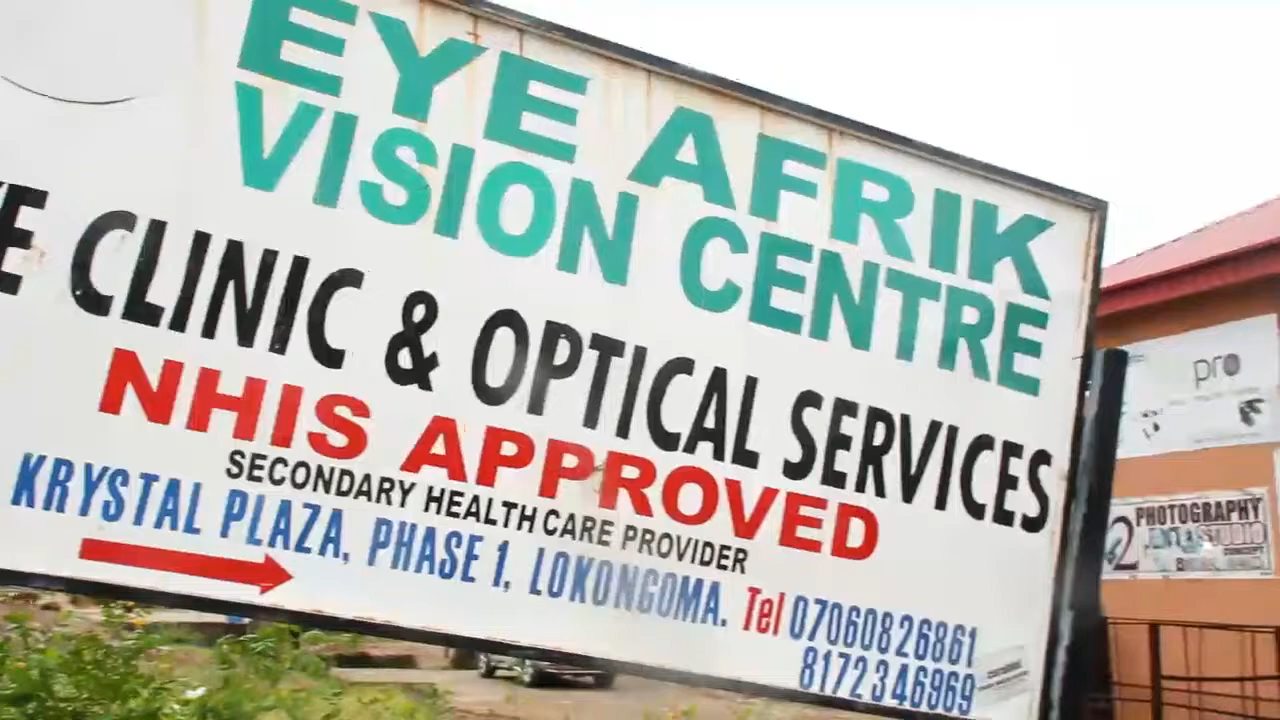 EYE AFRIK
VISION CENTRE
E CLINIC & OPTICAL SERVICES
NHIS APPROVED
SECONDARY HEALTH CARE PROVIDER
KRYSTAL PLAZA, PHASE 1, LOKONGOMA. Tel 07060826861
8172346969
pro
PHOTOGRAPHY
STUDIO